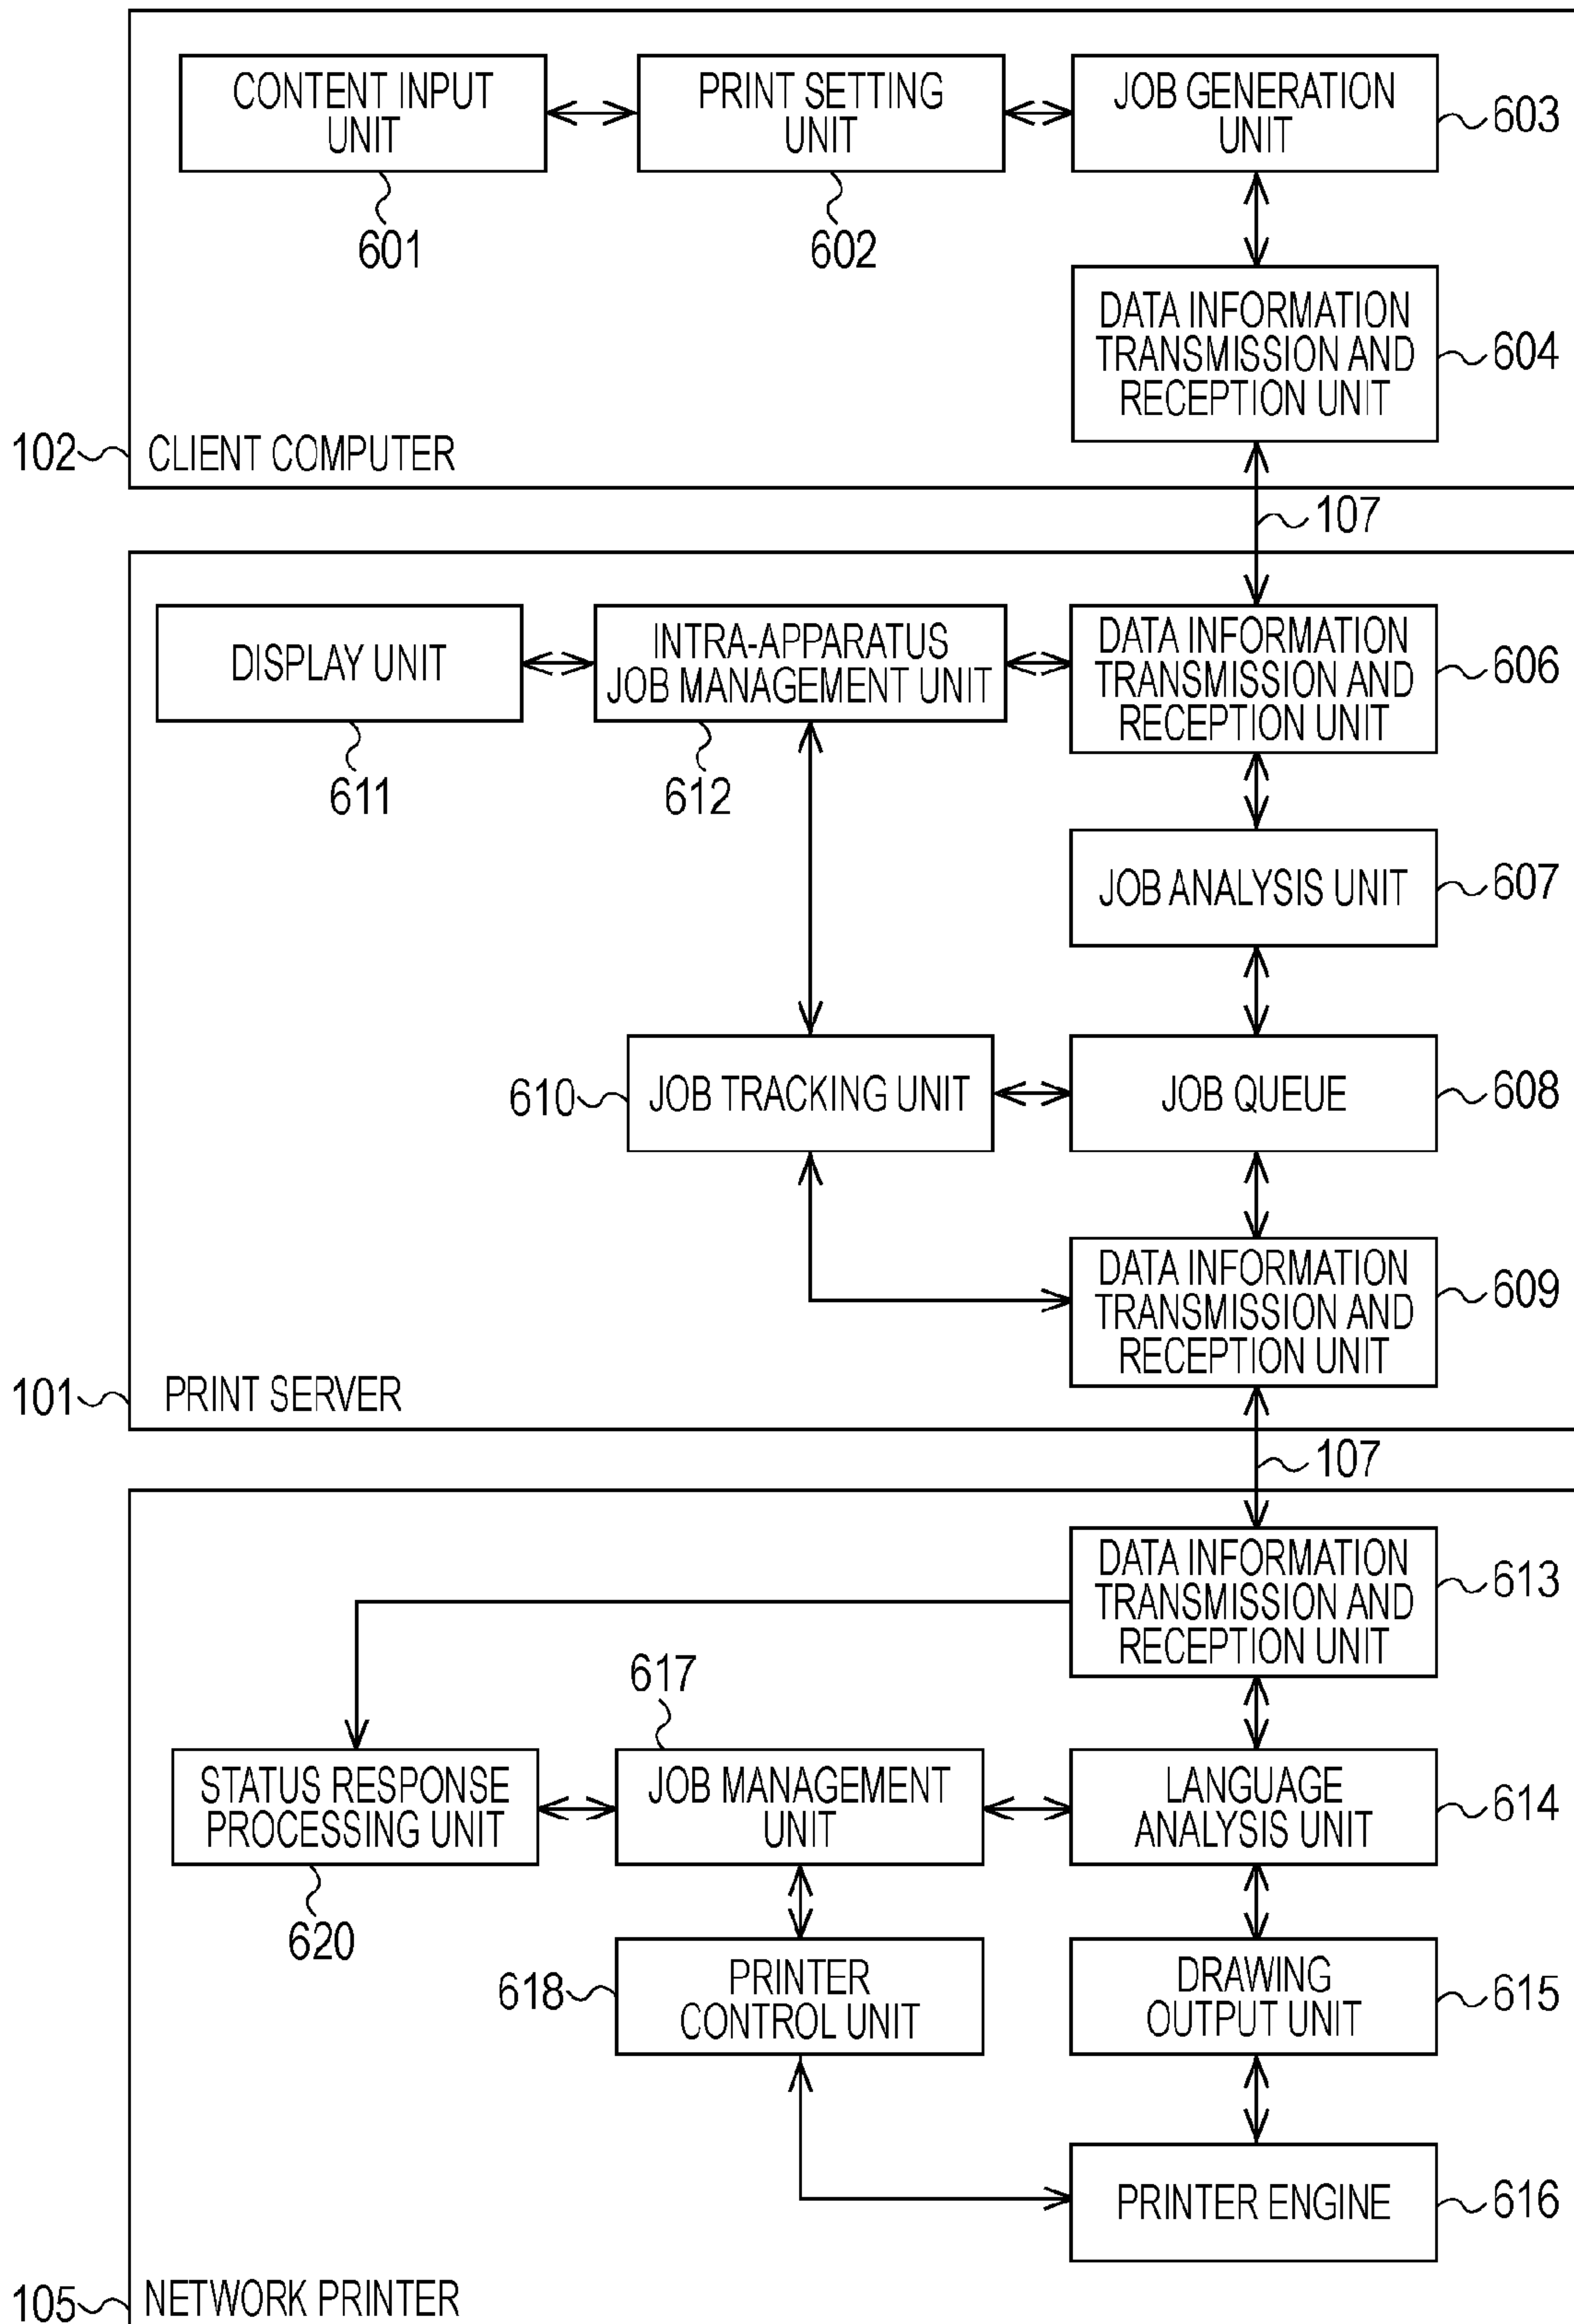 CONTENT INPUT
UNIT
601
PRINT SETTING
UNIT
602
JOB GENERATION
UNIT
603
DATA INFORMATION
TRANSMISSION AND
RECEPTION UNIT
604
102
CLIENT COMPUTER
107
DISPLAY UNIT
611
INTRA-APPARATUS
JOB MANAGEMENT UNIT
612
DATA INFORMATION
TRANSMISSION AND
RECEPTION UNIT
606
JOB ANALYSIS UNIT
607
610
JOB TRACKING UNIT
JOB QUEUE
608
DATA INFORMATION
TRANSMISSION AND
RECEPTION UNIT
609
101
PRINT SERVER
107
DATA INFORMATION
TRANSMISSION AND
RECEPTION UNIT
613
617
STATUS RESPONSE
PROCESSING UNIT
620
JOB MANAGEMENT
UNIT
LANGUAGE
ANALYSIS UNIT
614
618
PRINTER
CONTROL UNIT
DRAWING
OUTPUT UNIT
615
PRINTER ENGINE
616
105
NETWORK PRINTER